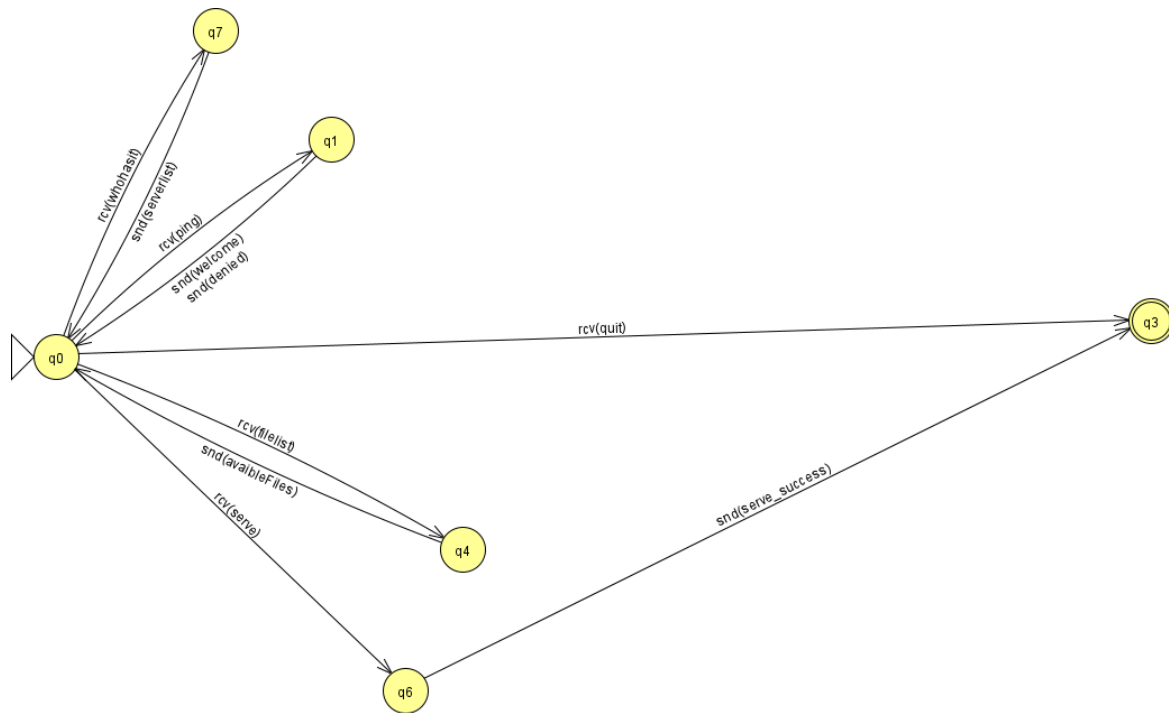 q7
q1
rcv(whohasit)
snd(serverlist)
rcv(ping)
snd(welcome)
snd(denied)
q0
rcv(quit)
q3
rcv(filelist)
snd(avaibleFiles)
rcv(serve)
snd(serve_success)
q4
q6